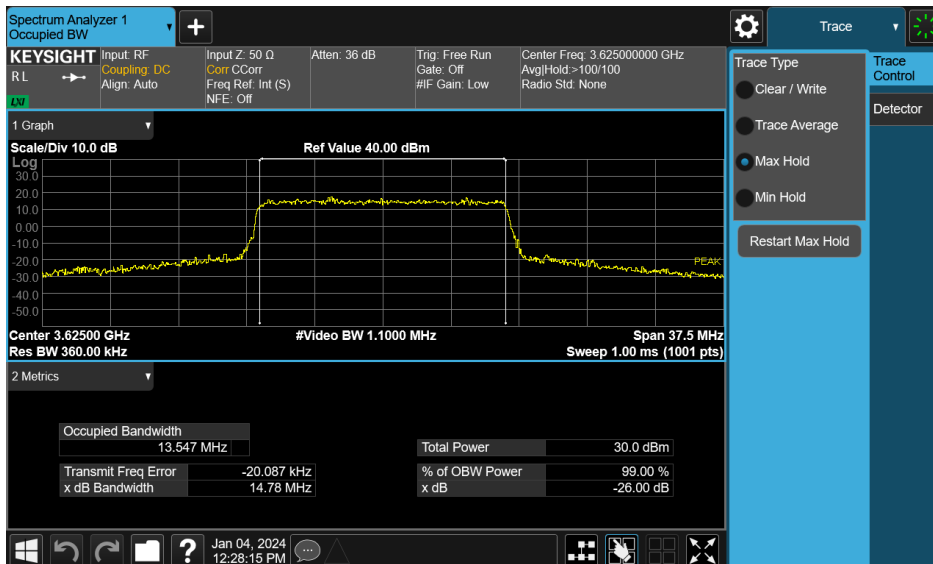 Spectrum Analyzer 1
Occupied BW
+
Trace
KEYSIGHT
R L
LXI
Input: RF
Coupling: DC
Align: Auto
Input Z: 50 Ω
Corr CCorr
Freq Ref: Int (S)
NFE: Off
Atten: 36 dB
Trig: Free Run
Gate: Off
#IF Gain: Low
Center Freq: 3.625000000 GHz
Avg|Hold:>100/100
Radio Std: None
Trace Type
Clear / Write
Trace Average
Max Hold
Min Hold
Restart Max Hold
Trace
Control
Detector
1 Graph
Scale/Div 10.0 dB
Ref Value 40.00 dBm
Log
30.0
20.0
10.0
0.00
-10.0
-20.0
-30.0
-40.0
-50.0
PEAK
Center 3.62500 GHz
#Video BW 1.1000 MHz
Span 37.5 MHz
Res BW 360.00 kHz
Sweep 1.00 ms (1001 pts)
2 Metrics
Occupied Bandwidth
13.547 MHz
Total Power 30.0 dBm
Transmit Freq Error -20.087 kHz
% of OBW Power 99.00 %
x dB Bandwidth 14.78 MHz
x dB -26.00 dB
?
Jan 04, 2024
12:28:15 PM